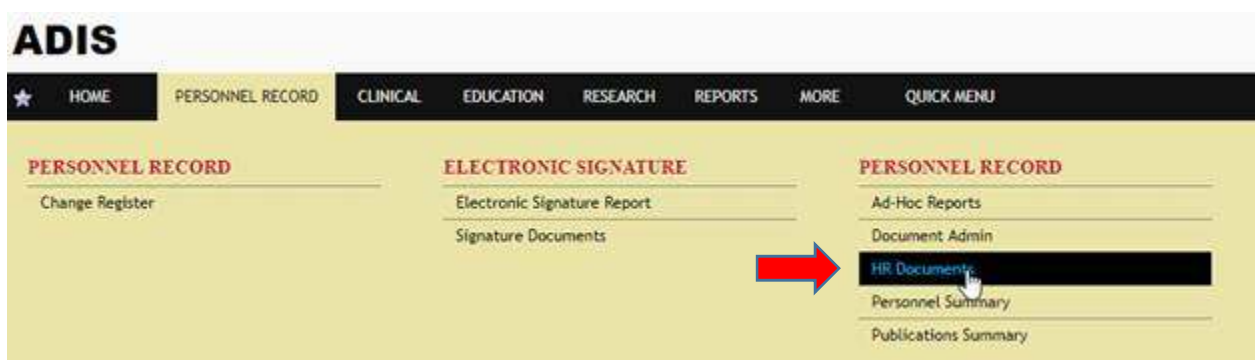 ADIS
HOME PERSONNEL RECORD CLINICAL EDUCATION RESEARCH REPORTS MORE QUICK MENU
PERSONNEL RECORD
Change Register
ELECTRONIC SIGNATURE
Electronic Signature Report
Signature Documents
PERSONNEL RECORD
Ad-Hoc Reports
Document Admin
HR Documents
Personnel Summary
Publications Summary